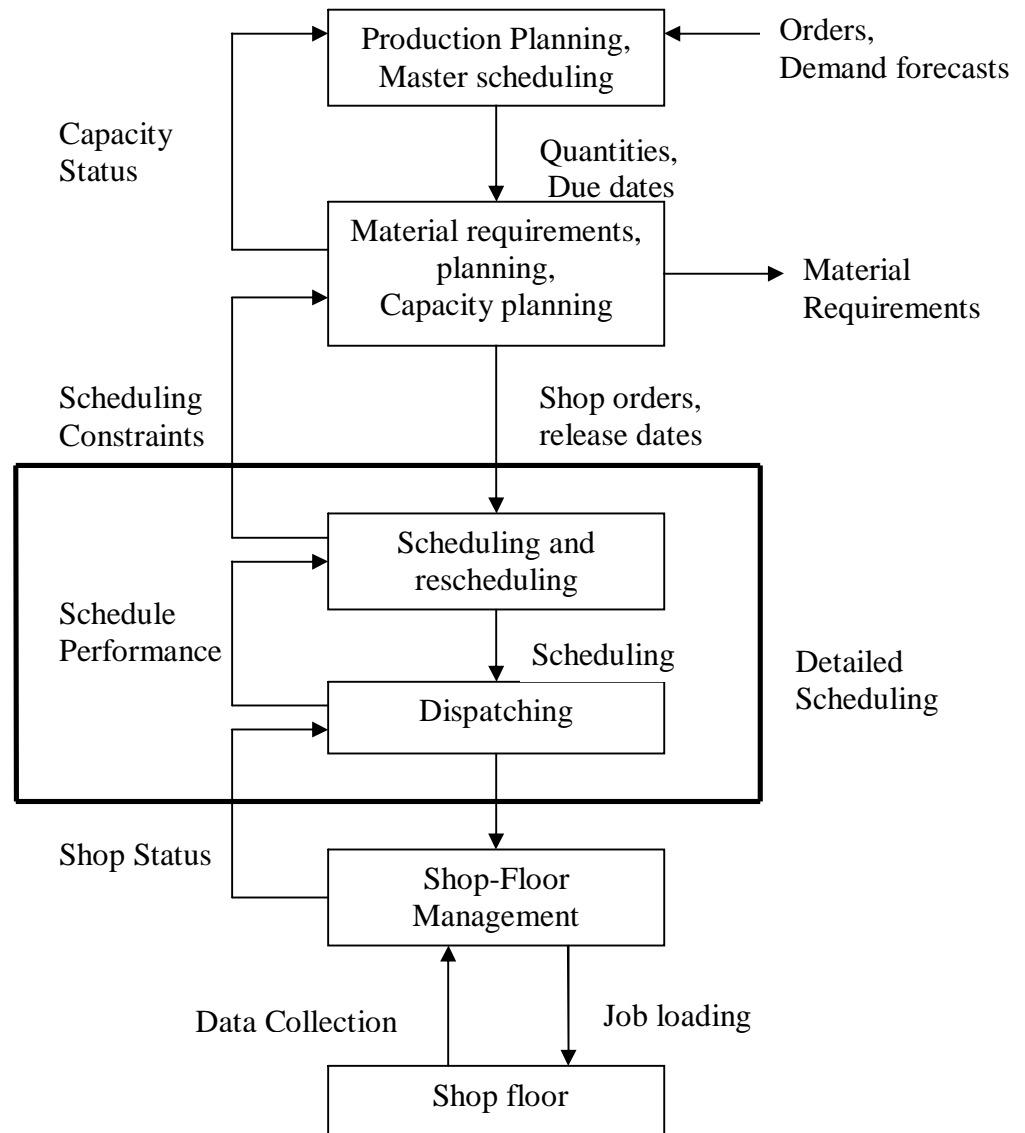 Production Planning,
Master scheduling
Orders,
Demand forecasts
Capacity
Status
Quantities,
Due dates
Material requirements,
planning,
Capacity planning
Material
Requirements
Scheduling
Constraints
Shop orders,
release dates
Scheduling and
rescheduling
Schedule
Performance
Scheduling
Detailed
Scheduling
Dispatching
Shop Status
Shop-Floor
Management
Data Collection
Job loading
Shop floor